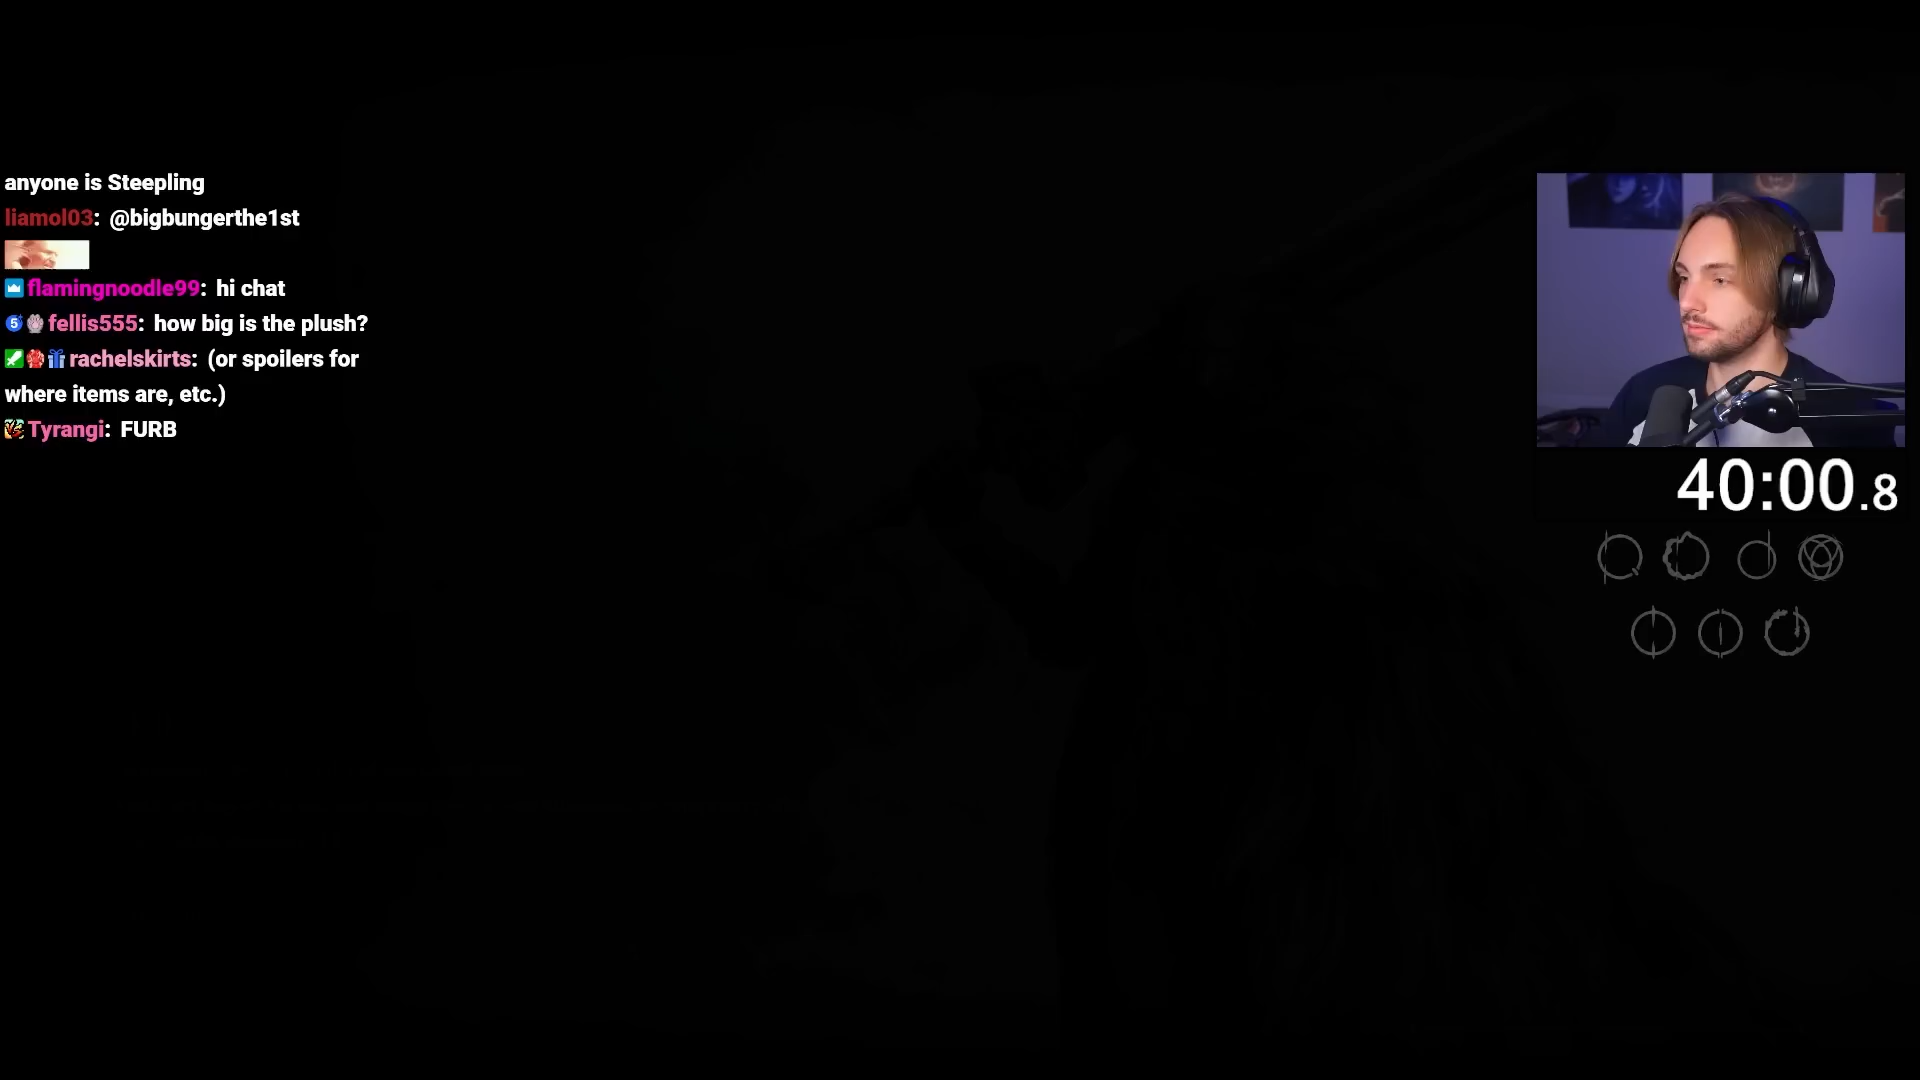 anyone is Steepling
liamol03: @bigbungerthe1st
flamingnoodle99: hi chat
5 fellis555: how big is the plush?
rachelskirts: (or spoilers for
where items are, etc.)
Tyrangi: FURB
40:00.8